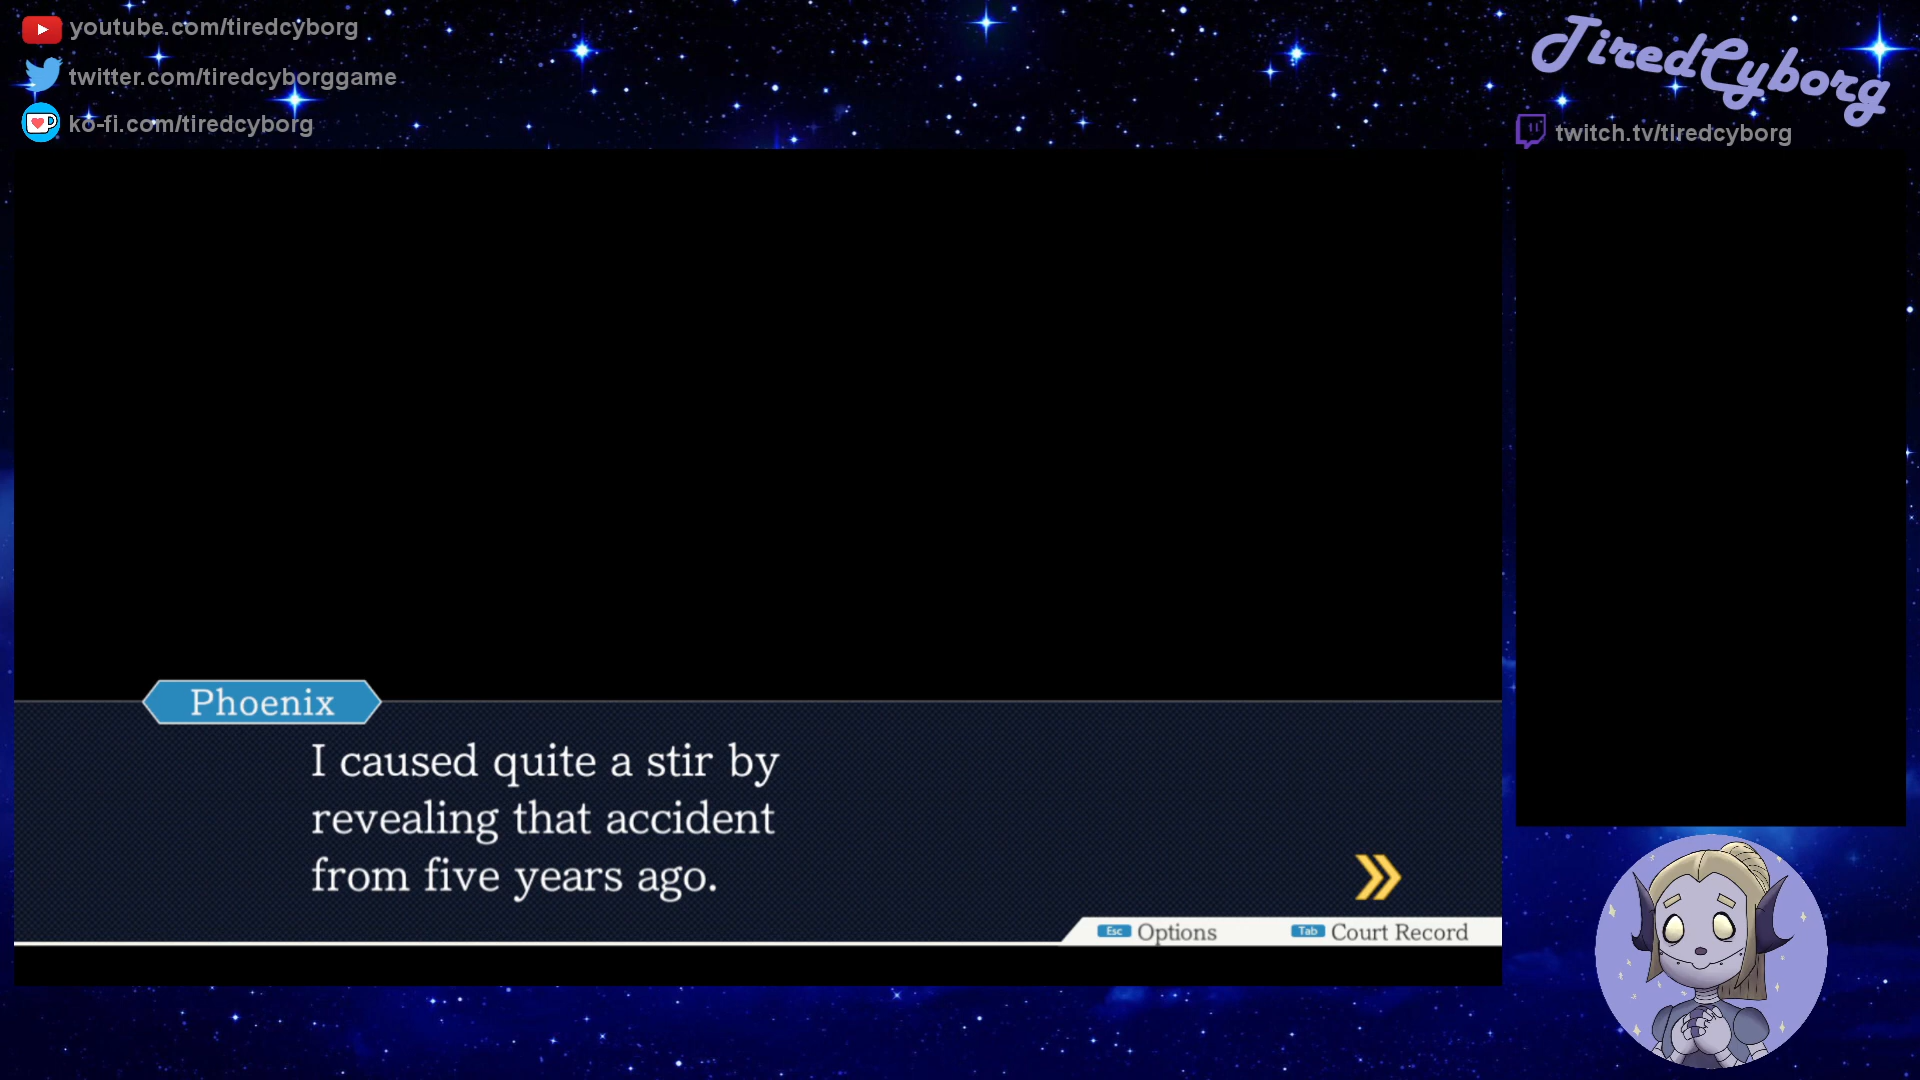 youtube.com/tiredcyborg
twitter.com/tiredcyborggame
ko-fi.com/tiredcyborg
TiredCyborg
twitch.tv/tiredcyborg
Phoenix
I caused quite a stir by
revealing that accident
from five years ago.
Esc Options Tab Court Record